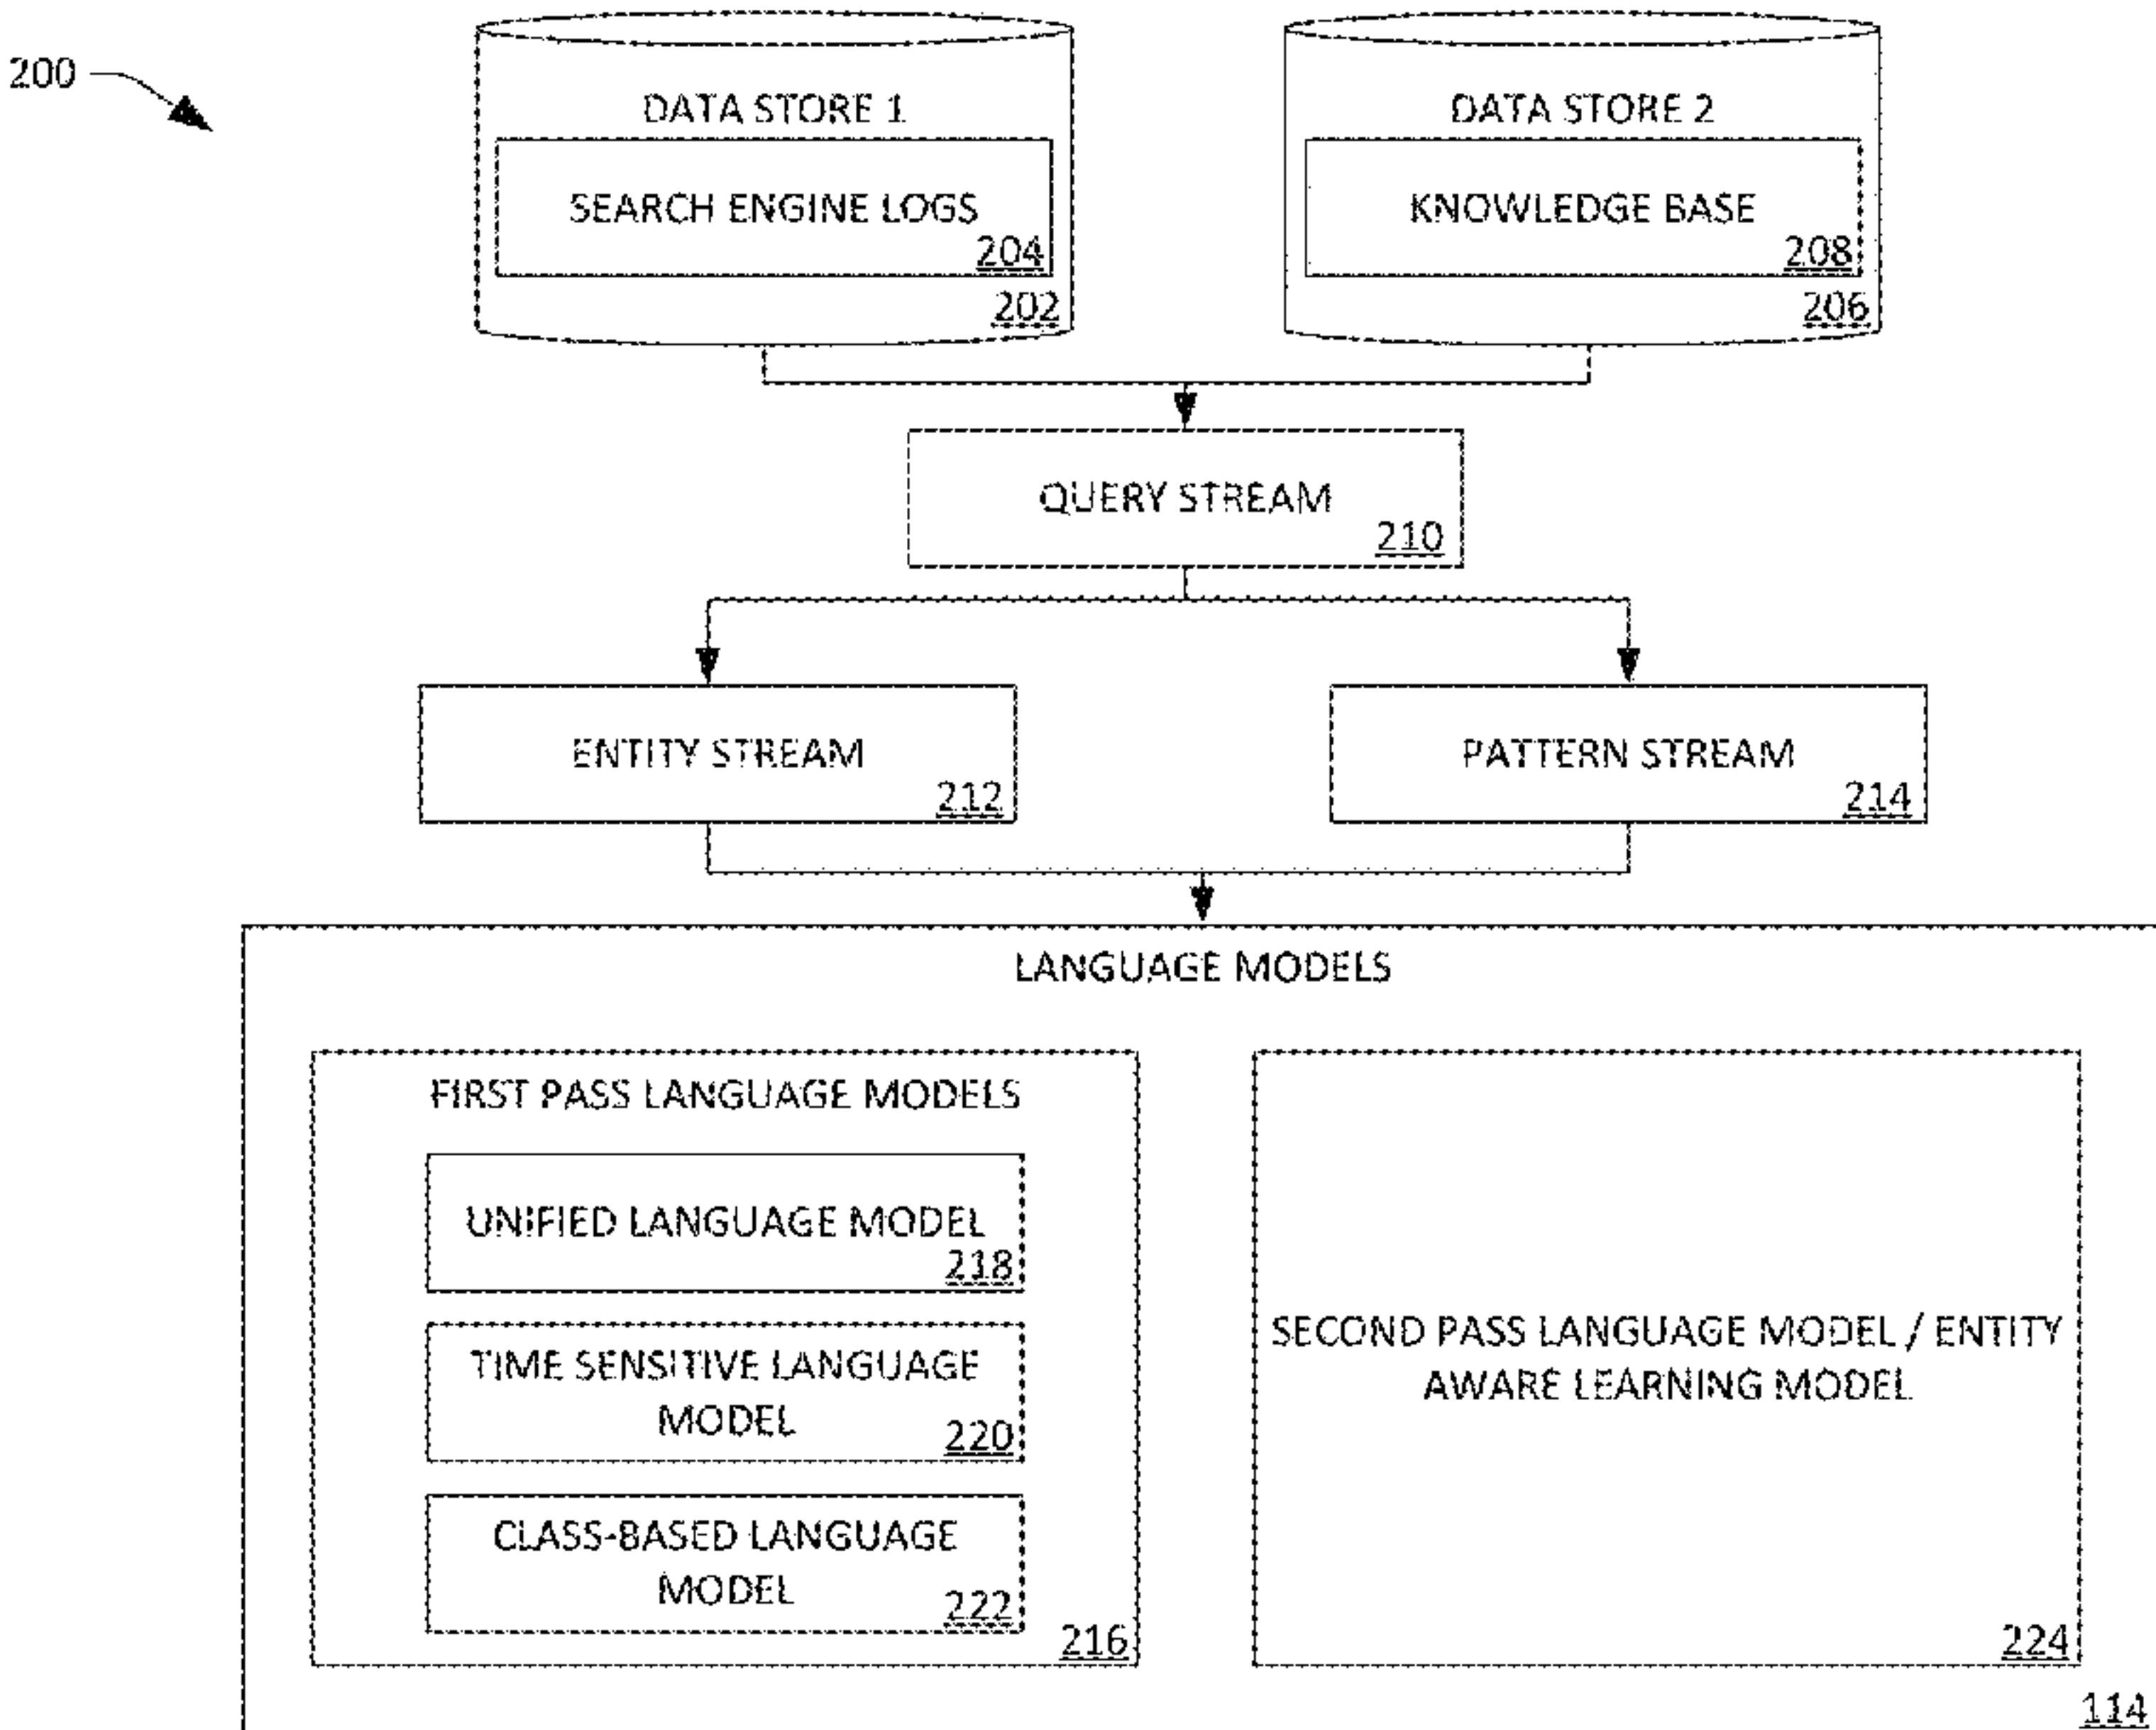 200
DATA STORE 1
SEARCH ENGINE LOGS
204
202
DATA STORE 2
KNOWLEDGE BASE
208
206
QUERY STREAM
210
ENTITY STREAM
212
PATTERN STREAM
214
LANGUAGE MODELS
FIRST PASS LANGUAGE MODELS
UNIFIED LANGUAGE MODEL
218
TIME SENSITIVE LANGUAGE
MODEL
220
CLASS-BASED LANGUAGE
MODEL
222
216
SECOND PASS LANGUAGE MODEL / ENTITY
AWARE LEARNING MODEL
224
114